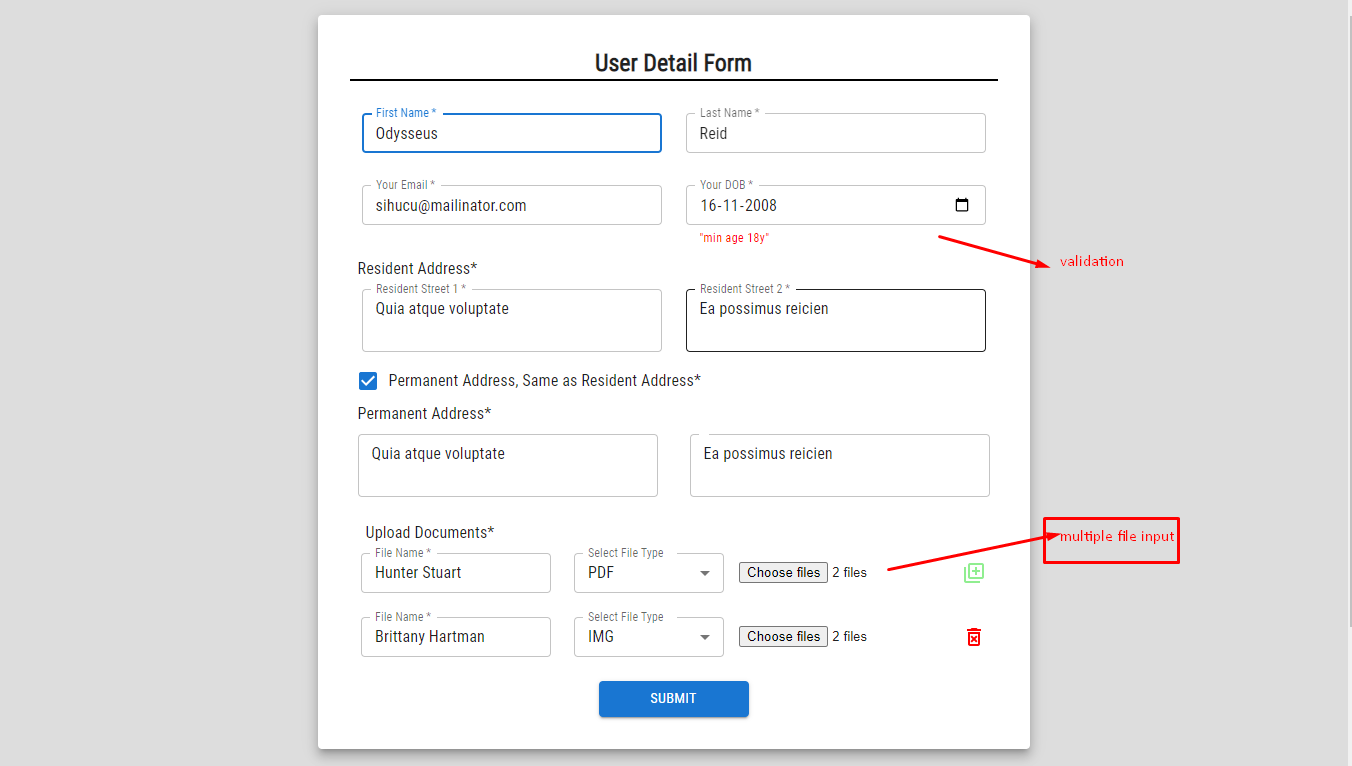 User Detail Form
First Name *
Odysseus
Last Name *
Reid
Your Email *
sihucu@mailinator.com
Your DOB *
16-11-2008
"min age 18y"
validation
Resident Address*
Resident Street 1 *
Quia atque voluptate
Resident Street 2 *
Ea possimus reicien
Permanent Address, Same as Resident Address*
Permanent Address*
Quia atque voluptate
Ea possimus reicien
Upload Documents*
multiple file input
File Name *
Hunter Stuart
Select File Type
PDF
Choose files 2 files
File Name *
Brittany Hartman
Select File Type
IMG
Choose files 2 files
SUBMIT